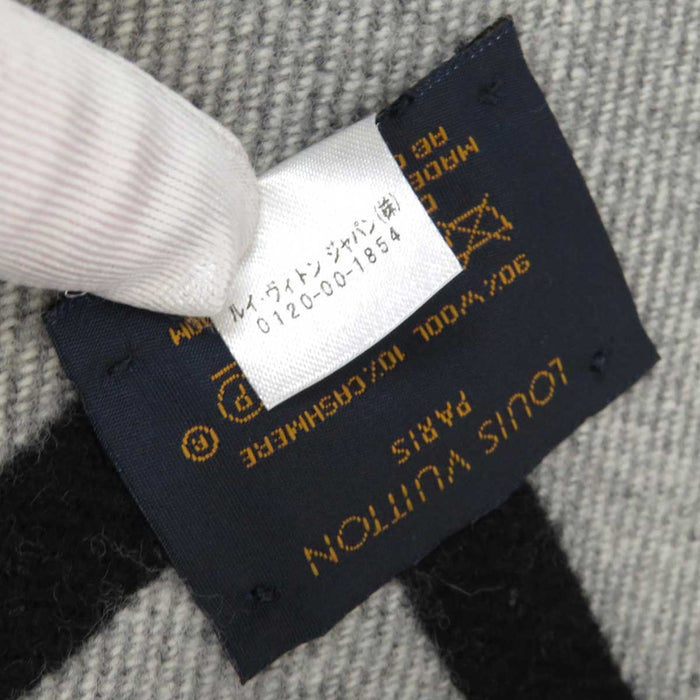 ルイ・ヴィトン ジャパン(株)
0120-00-1854
LOUIS VUITTON
PARIS
90% WOOL 10% CASHMERE
P
MADE